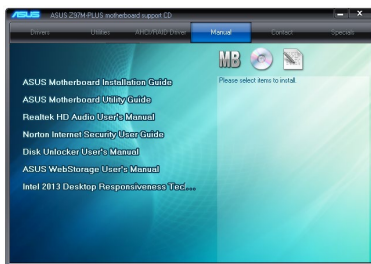 ASUS ASUS Z97M-PLUS motherboard support CD
Drivers Utilities AHCI/RAID Driver Manual Contact Specials
MB
Please select items to install.
ASUS Motherboard Installation Guide
ASUS Motherboard Utility Guide
Realtek HD Audio User's Manual
Norton Internet Security User Guide
Disk Unlocker User's Manual
ASUS WebStorage User's Manual
Intel 2013 Desktop Responsiveness Tec....